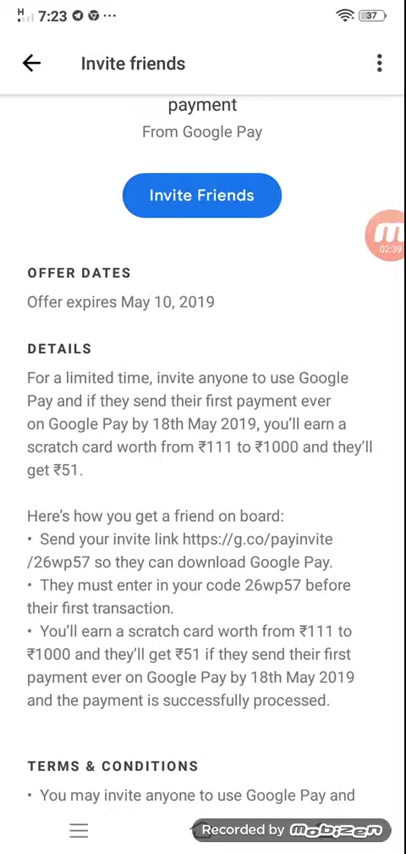 H 7:23 ...
37
Invite friends
payment
From Google Pay
Invite Friends
02:39
OFFER DATES
Offer expires May 10, 2019
DETAILS
For a limited time, invite anyone to use Google
Pay and if they send their first payment ever
on Google Pay by 18th May 2019, you’ll earn a
scratch card worth from ₹111 to ₹1000 and they’ll
get ₹51.
Here’s how you get a friend on board:
• Send your invite link https://g.co/payinvite
/26wp57 so they can download Google Pay.
• They must enter in your code 26wp57 before
their first transaction.
• You’ll earn a scratch card worth from ₹111 to
₹1000 and they’ll get ₹51 if they send their first
payment ever on Google Pay by 18th May 2019
and the payment is successfully processed.
TERMS & CONDITIONS
• You may invite anyone to use Google Pay and
Recorded by mobizen